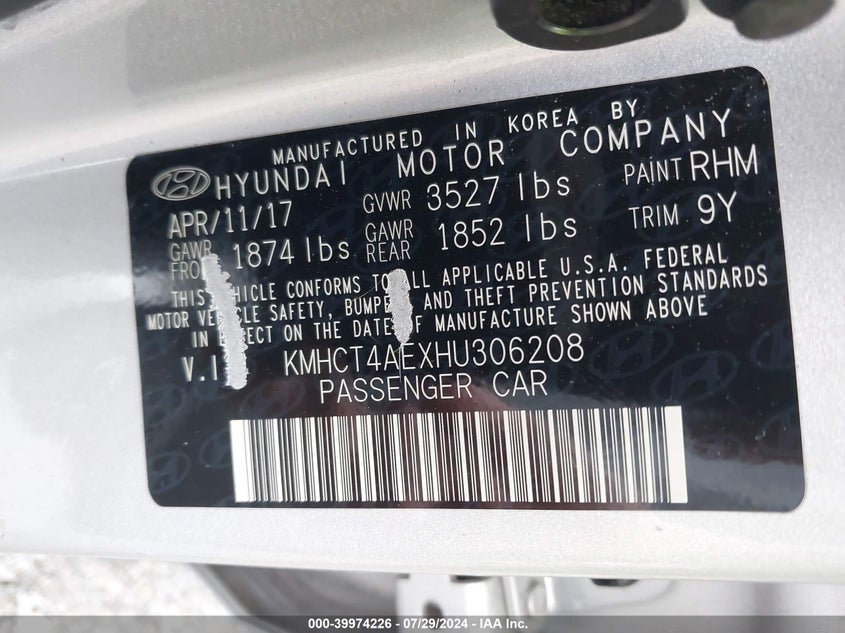 MANUFACTURED IN KOREA BY
HYUNDAI MOTOR COMPANY
APR/11/17 GVWR 3527 lbs PAINT RHM
GAWR FRONT 1874 lbs GAWR REAR 1852 lbs TRIM 9Y
THIS VEHICLE CONFORMS TO ALL APPLICABLE U.S.A. FEDERAL
MOTOR VEHICLE SAFETY, BUMPER AND THEFT PREVENTION STANDARDS
IN EFFECT ON THE DATE OF MANUFACTURE SHOWN ABOVE
V.I KMHCT4AEXHU306208
PASSENGER CAR
000-39974226 - 07/29/2024 - IAA Inc.